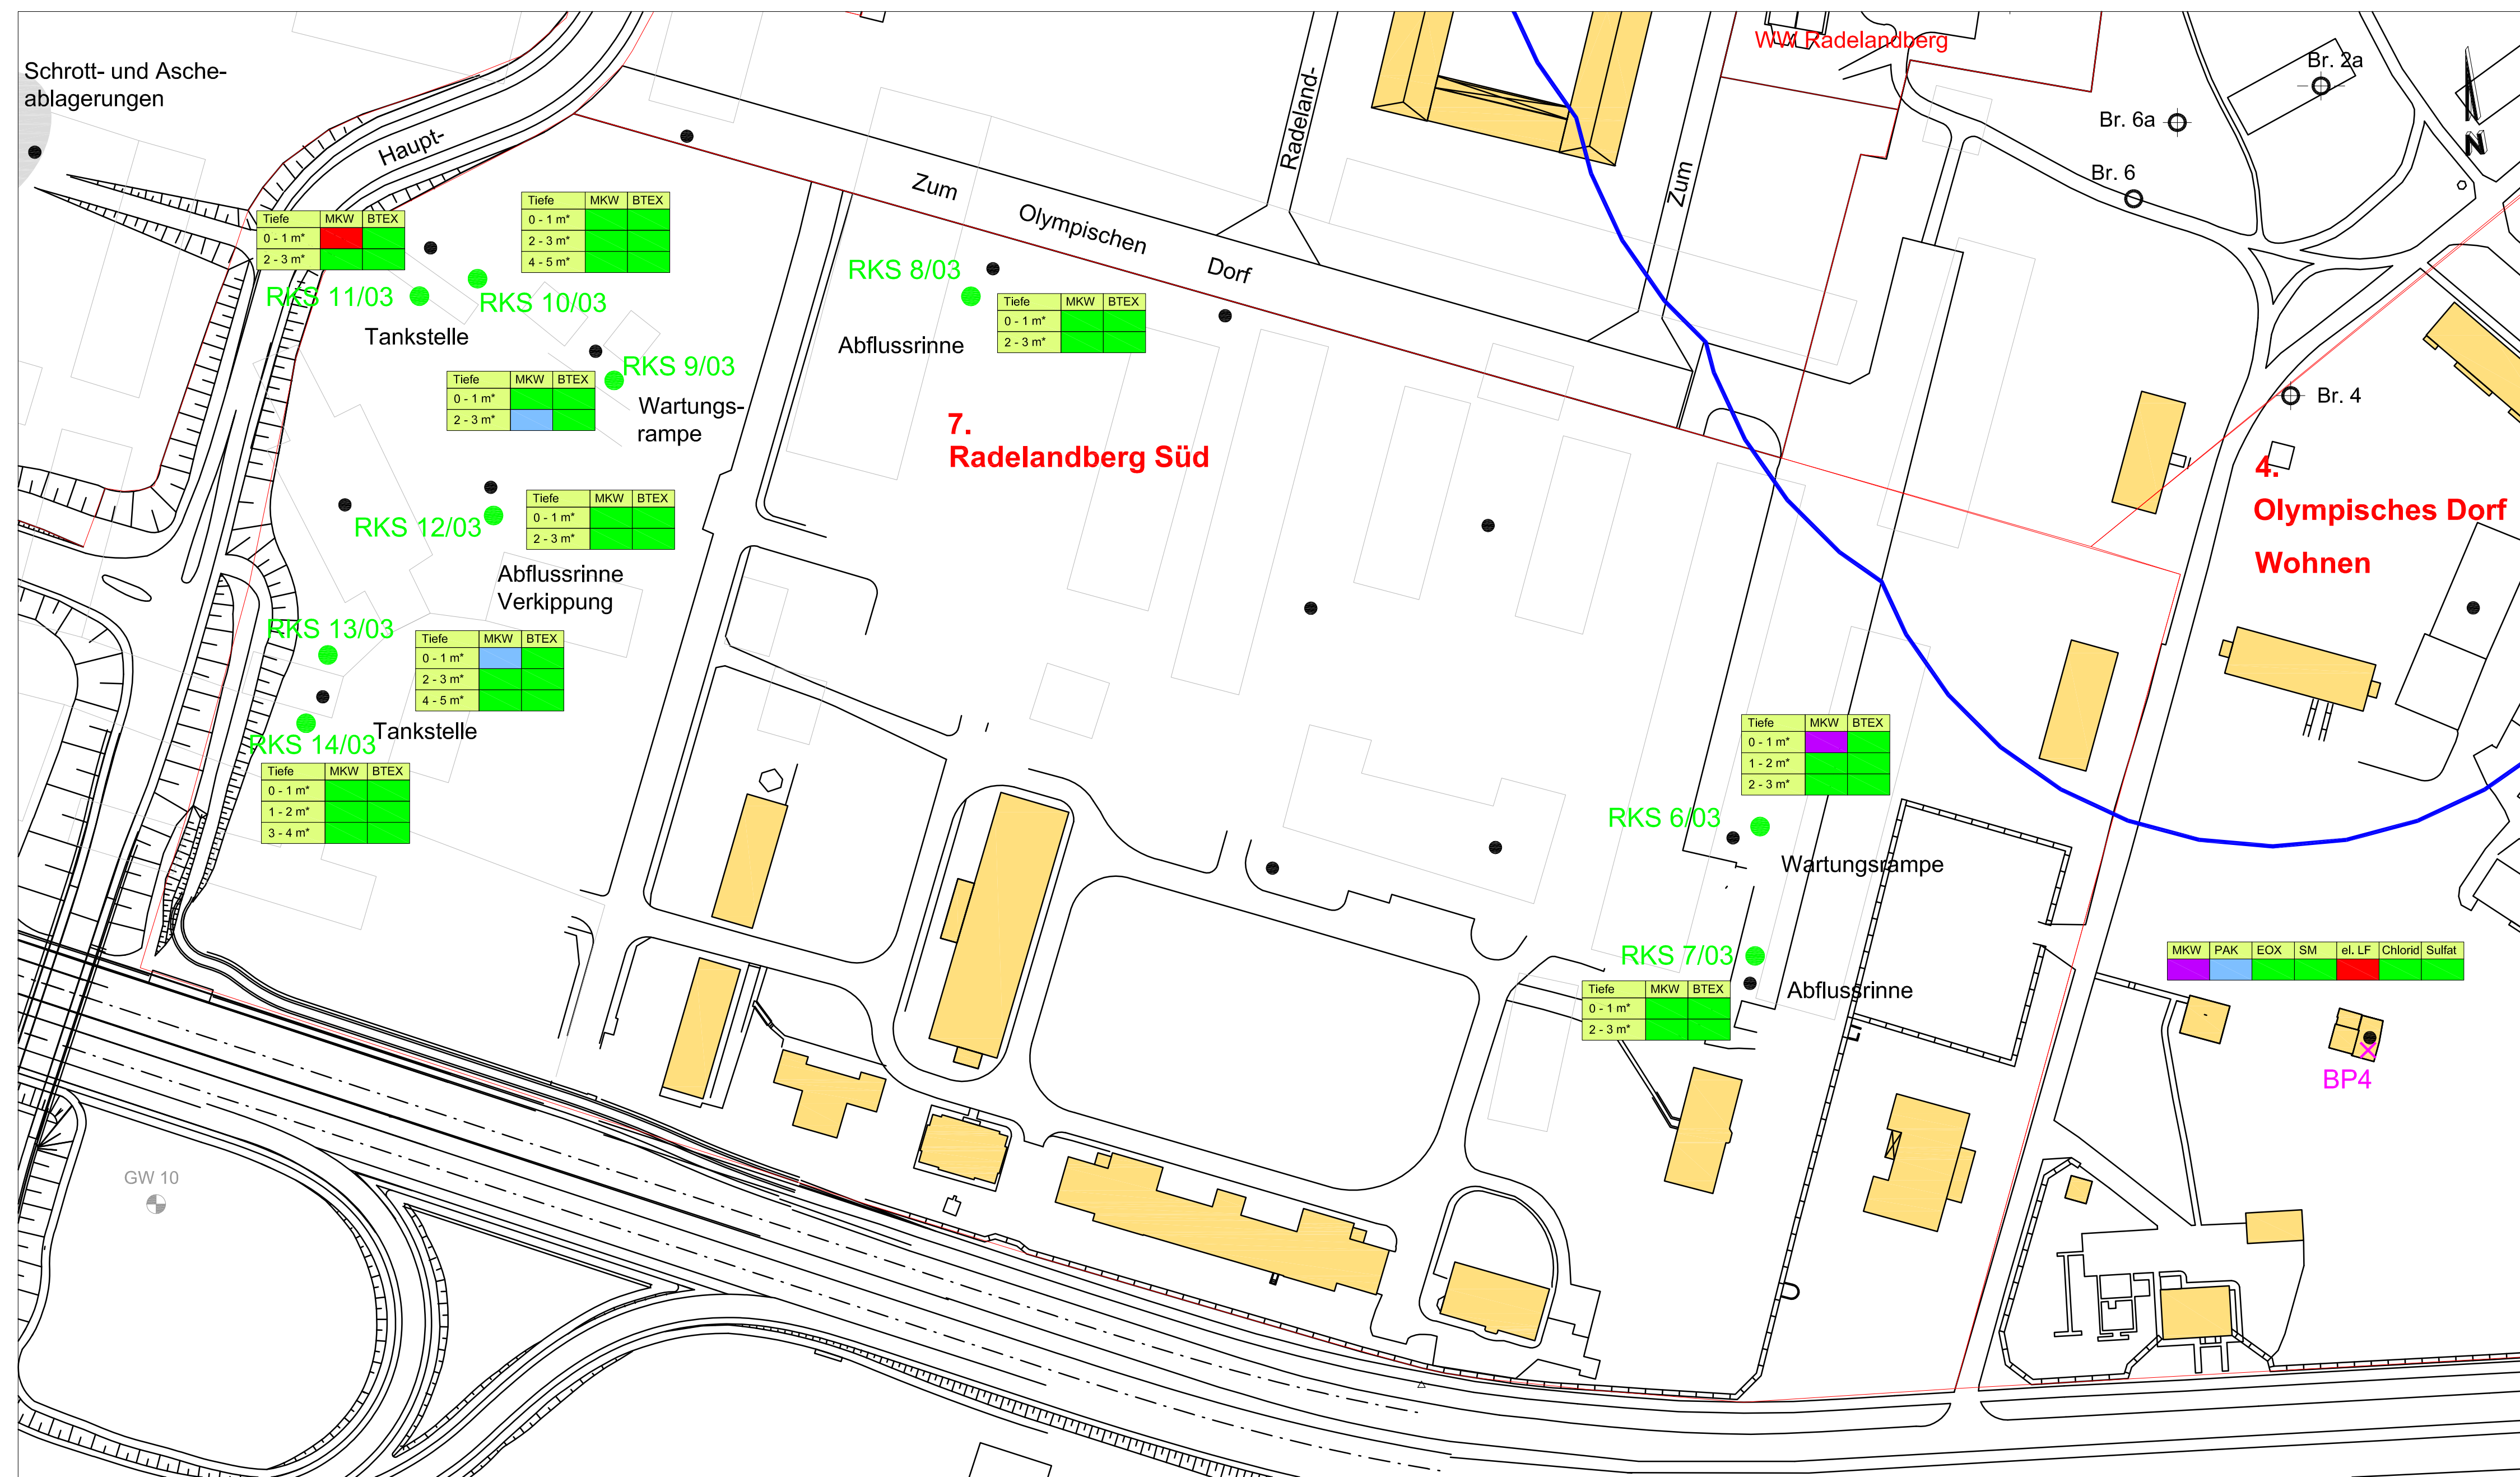 Schrott- und Asche-
ablagerungen
Haupt-
Zum
Olympischen
Dorf
Radeland-
Zum
WW Radelandberg
Br. 2a
Br. 6a
Br. 6
N
Tiefe MKW BTEX
0 - 1 m*
2 - 3 m*
RKS 11/03
Tiefe MKW BTEX
0 - 1 m*
2 - 3 m*
4 - 5 m*
RKS 10/03
Tankstelle
RKS 8/03
Tiefe MKW BTEX
0 - 1 m*
2 - 3 m*
Abflussrinne
RKS 9/03
Tiefe MKW BTEX
0 - 1 m*
2 - 3 m*
Wartungs-
rampe
7.
Radelandberg Süd
Br. 4
4.
Olympisches Dorf
Wohnen
RKS 12/03
Tiefe MKW BTEX
0 - 1 m*
2 - 3 m*
Abflussrinne
Verkippung
RKS 13/03
Tiefe MKW BTEX
0 - 1 m*
2 - 3 m*
4 - 5 m*
Tankstelle
RKS 14/03
Tiefe MKW BTEX
0 - 1 m*
1 - 2 m*
3 - 4 m*
Tiefe MKW BTEX
0 - 1 m*
1 - 2 m*
2 - 3 m*
RKS 6/03
Wartungsrampe
RKS 7/03
Tiefe MKW BTEX
0 - 1 m*
2 - 3 m*
Abflussrinne
MKW PAK EOX SM el. LF Chlorid Sulfat
BP4
GW 10